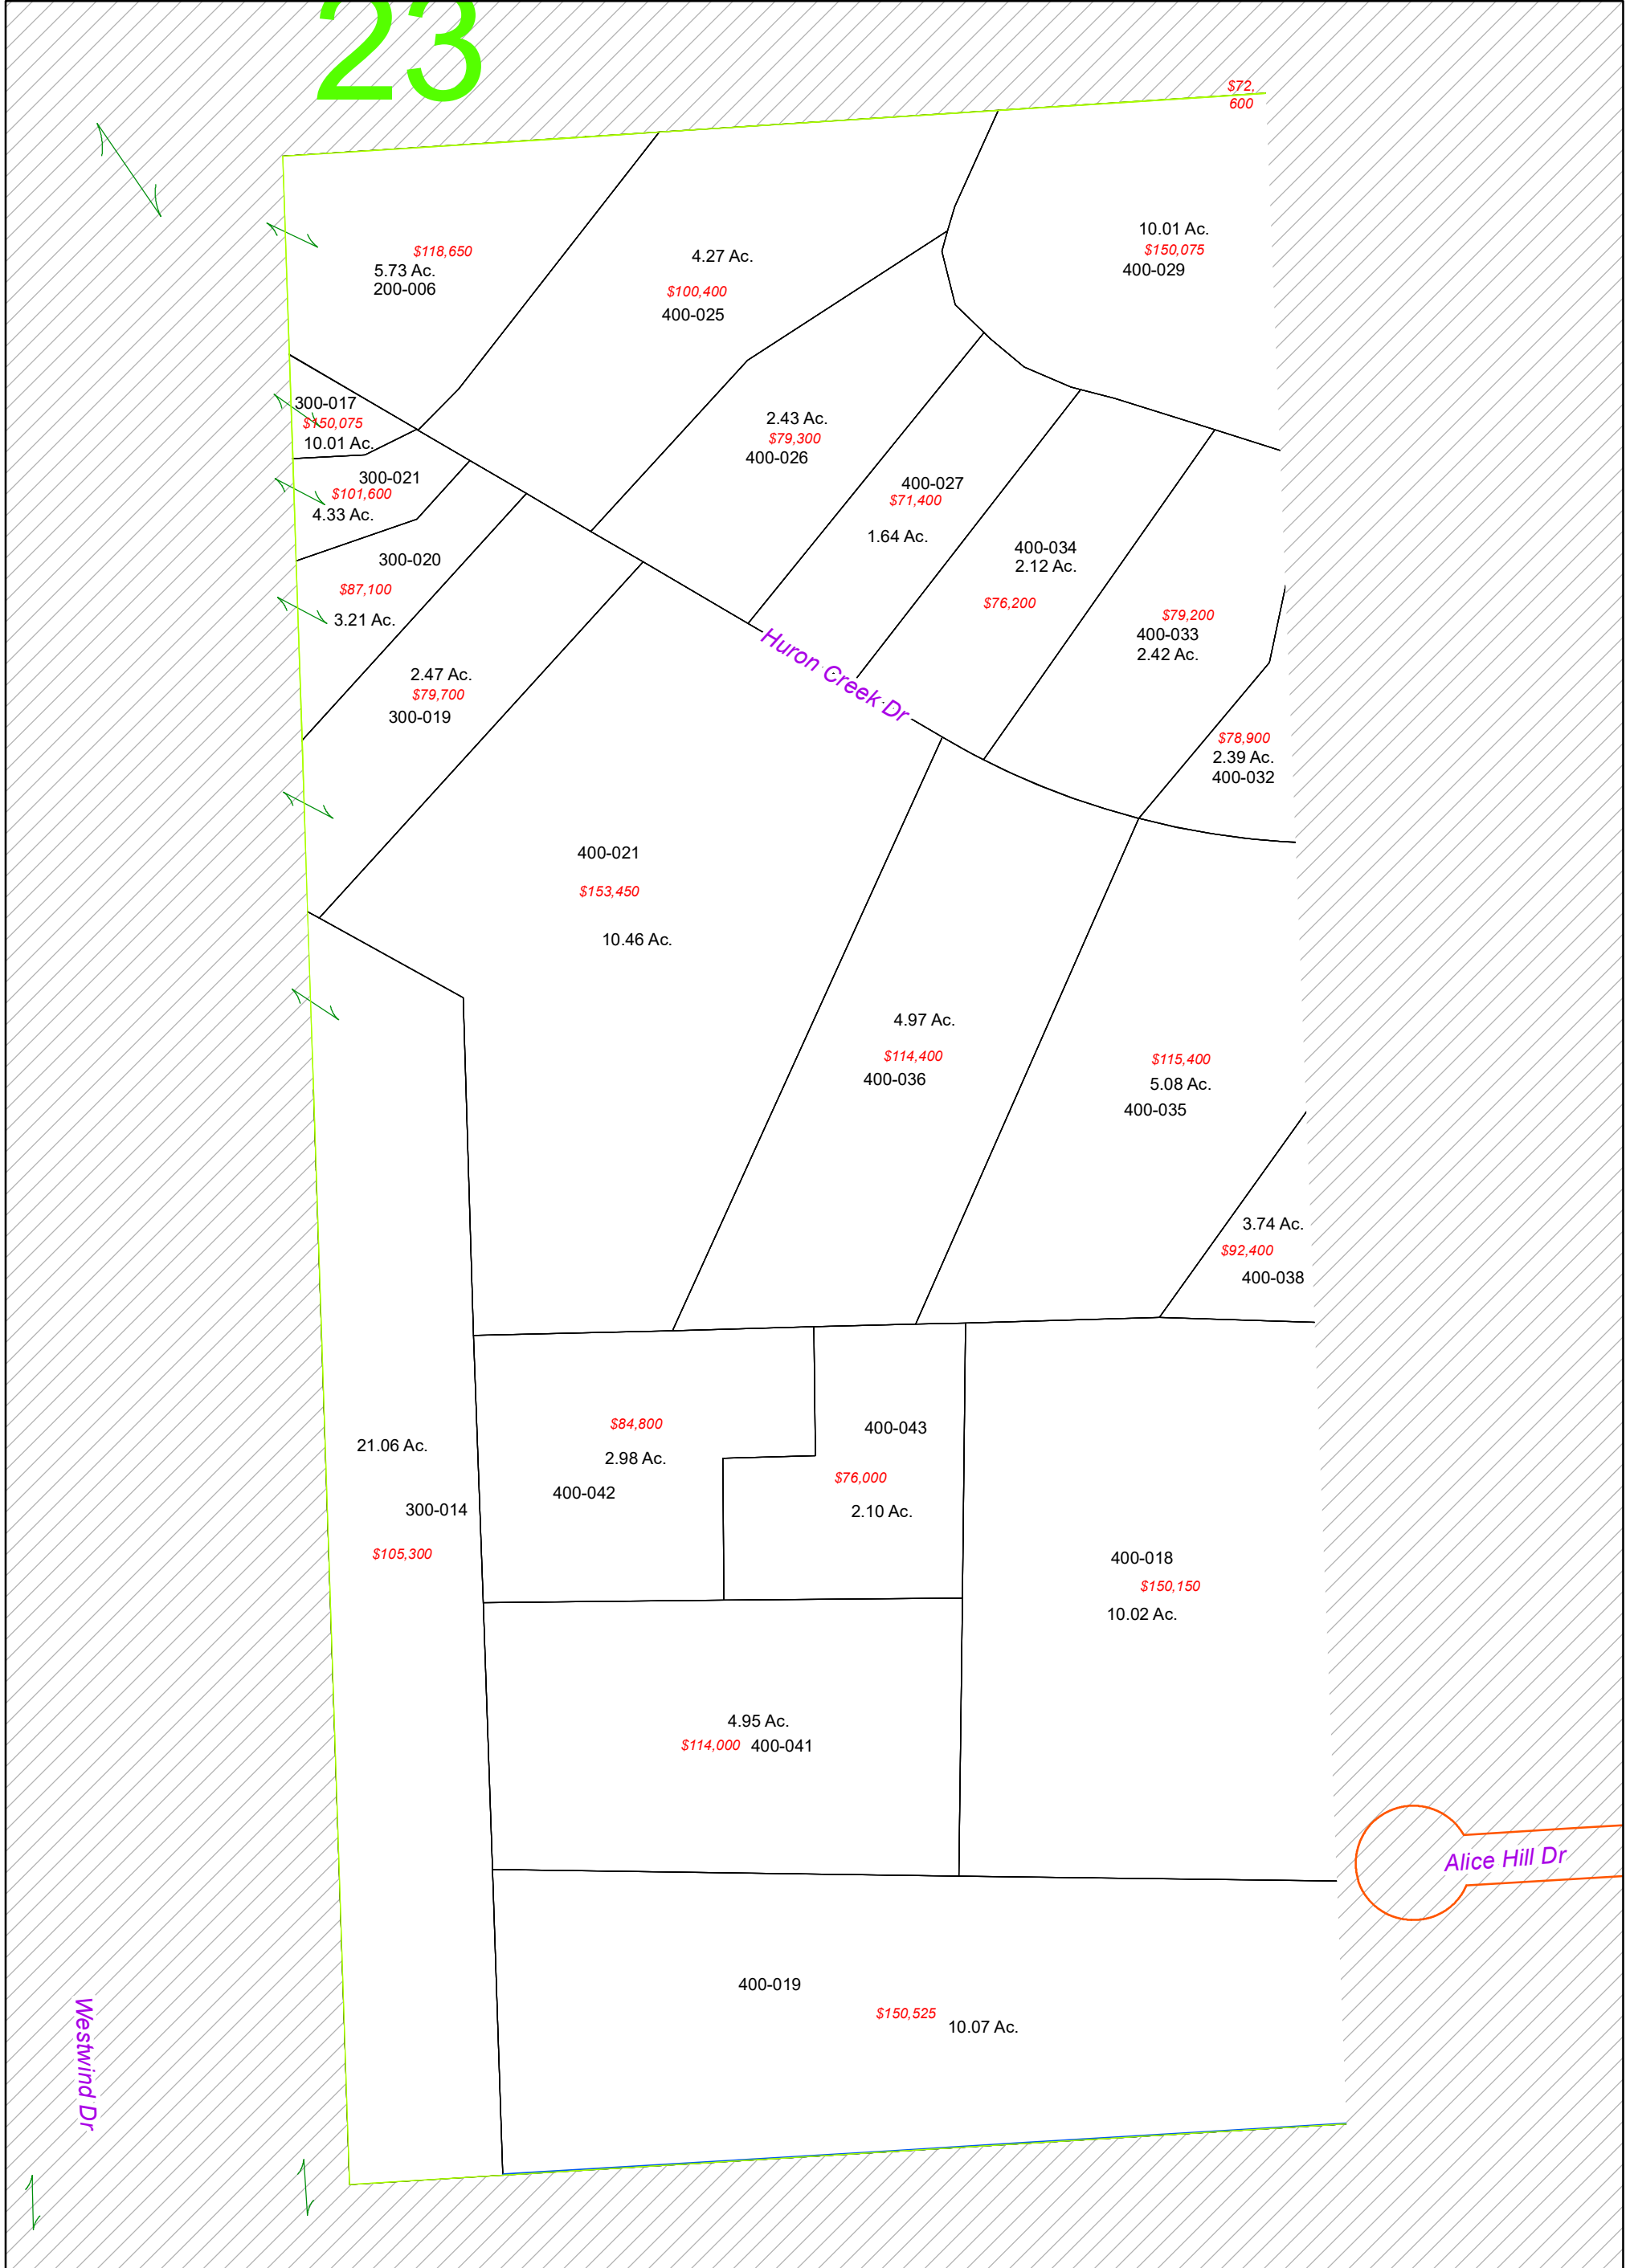 23
$72,
600
$118,650
5.73 Ac.
200-006
4.27 Ac.
$100,400
400-025
10.01 Ac.
$150,075
400-029
300-017
$150,075
10.01 Ac.
300-021
$101,600
4.33 Ac.
300-020
$87,100
3.21 Ac.
2.43 Ac.
$79,300
400-026
400-027
$71,400
1.64 Ac.
400-034
2.12 Ac.
$76,200
$79,200
400-033
2.42 Ac.
2.47 Ac.
$79,700
300-019
Huron Creek Dr
$78,900
2.39 Ac.
400-032
400-021
$153,450
10.46 Ac.
4.97 Ac.
$114,400
400-036
$115,400
5.08 Ac.
400-035
3.74 Ac.
$92,400
400-038
21.06 Ac.
300-014
$105,300
$84,800
2.98 Ac.
400-042
400-043
$76,000
2.10 Ac.
400-018
$150,150
10.02 Ac.
4.95 Ac.
$114,000 400-041
Alice Hill Dr
400-019
$150,525
10.07 Ac.
Westwind Dr